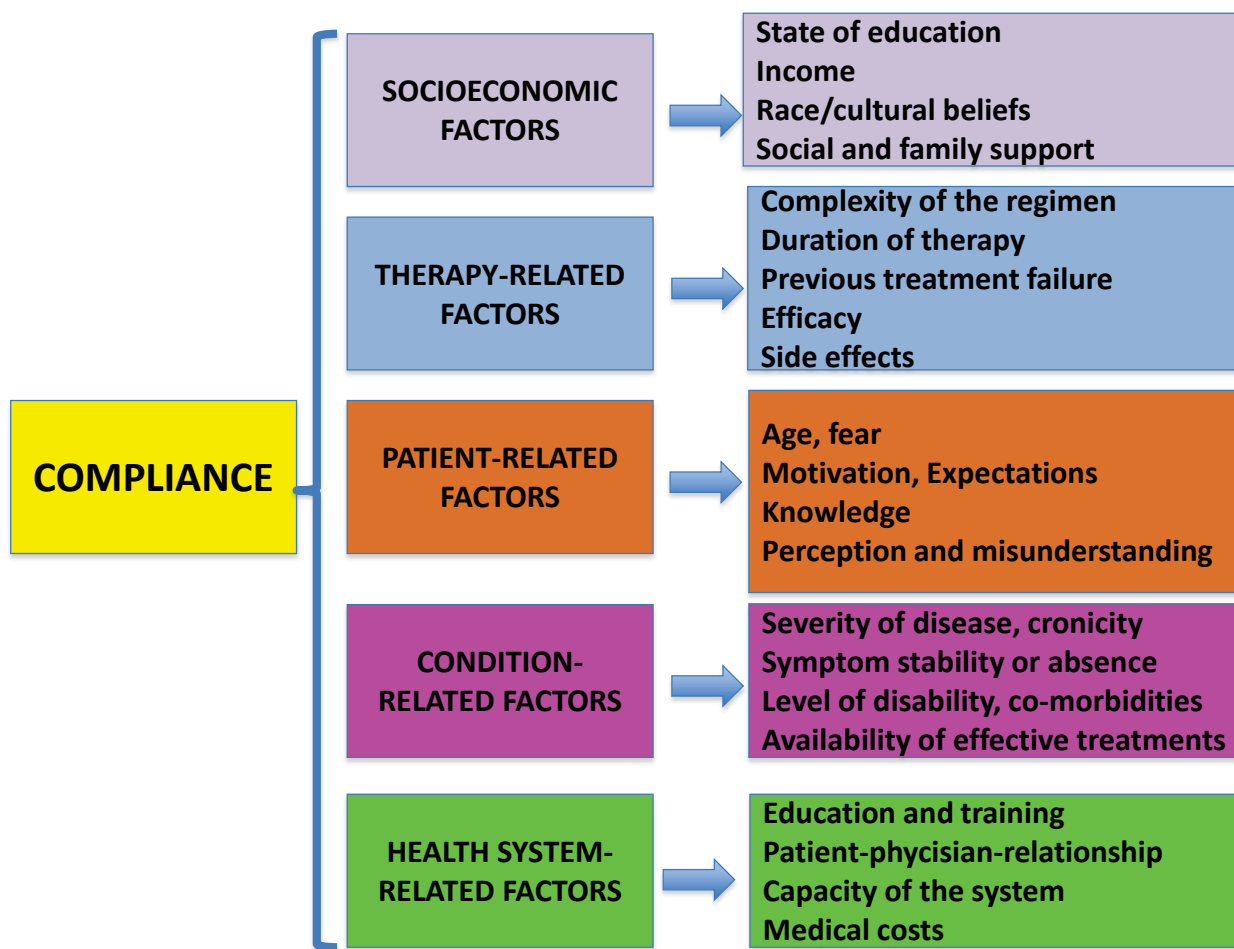 COMPLIANCE
SOCIOECONOMIC
FACTORS
State of education
Income
Race/cultural beliefs
Social and family support
THERAPY-RELATED
FACTORS
Complexity of the regimen
Duration of therapy
Previous treatment failure
Efficacy
Side effects
PATIENT-RELATED
FACTORS
Age, fear
Motivation, Expectations
Knowledge
Perception and misunderstanding
CONDITION-
RELATED FACTORS
Severity of disease, cronicity
Symptom stability or absence
Level of disability, co-morbidities
Availability of effective treatments
HEALTH SYSTEM-
RELATED FACTORS
Education and training
Patient-phycisian-relationship
Capacity of the system
Medical costs